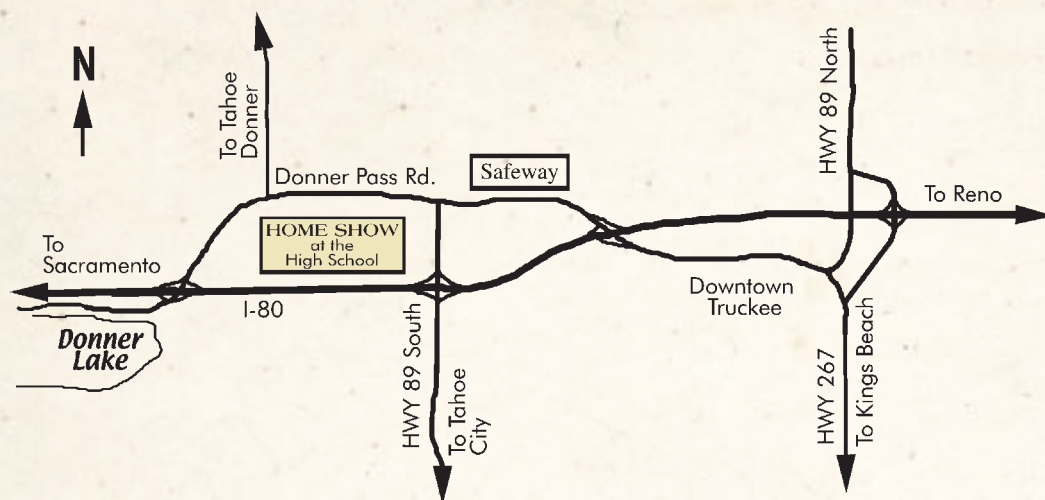 N
To Tahoe
Donner
HWY 89 North
Donner Pass Rd.
Safeway
To Reno
HOME SHOW
at the
High School
To
Sacramento
I-80
Downtown
Truckee
Donner
Lake
HWY 89 South
To Tahoe
City
HWY 267
To Kings Beach